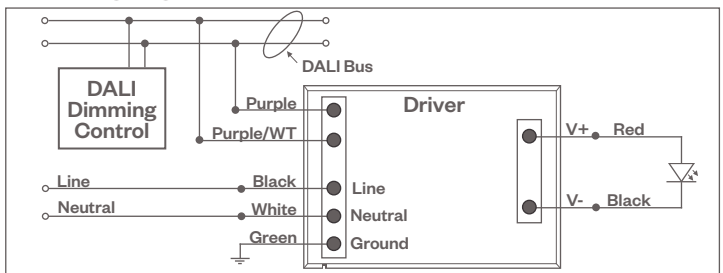 DALI Bus
DALI
Dimming
Control
Driver
Purple
Purple/WT
V+ Red
Line Black Line
Neutral White Neutral
V- Black
Green Ground